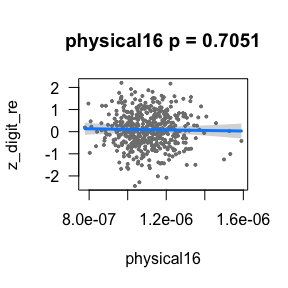 physical16 p = 0.7051
z_digit_re
2
1
0
-1
-2
8.0e-07 1.2e-06 1.6e-06
physical16